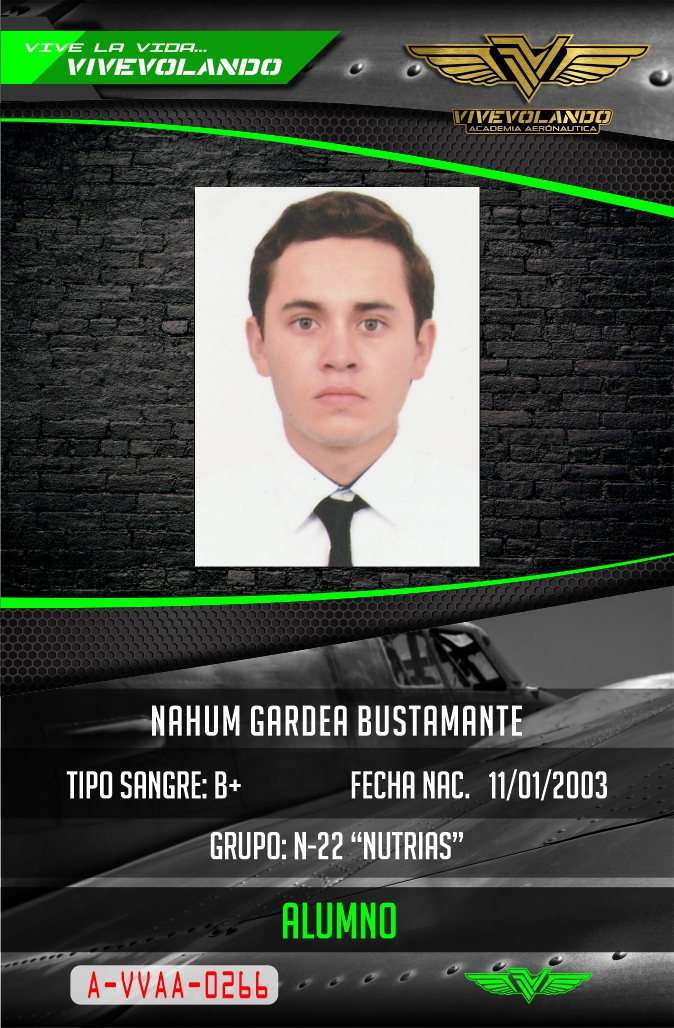 VIVE LA VIDA...
VIVEVOLANDO
VIVEVOLANDO
ACADEMIA AERÓNAUTICA
NAHUM GARDEA BUSTAMANTE
TIPO SANGRE: B+ FECHA NAC. 11/01/2003
GRUPO: N-22 “NUTRIAS”
ALUMNO
A-VVAA-0266